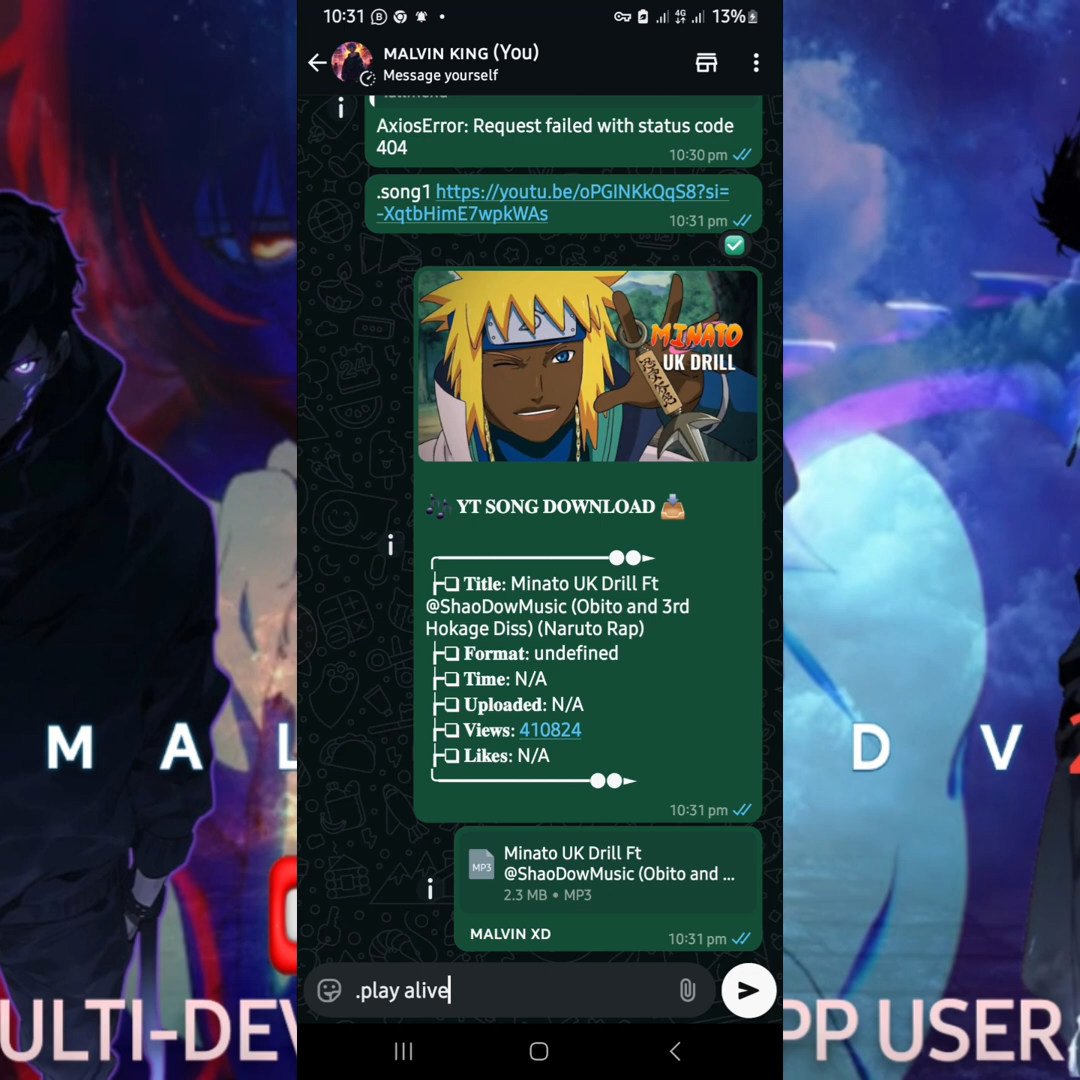 10:31
4G
13%
MALVIN KING (You)
Message yourself
AxiosError: Request failed with status code
404
10:30 pm
.song1 https://youtu.be/oPGINKkQqS8?si=
-XqtbHimE7wpkWAs
10:31 pm
MINATO
UK DRILL
🎶 YT SONG DOWNLOAD 📥
Title: Minato UK Drill Ft
@ShaoDowMusic (Obito and 3rd
Hokage Diss) (Naruto Rap)
Format: undefined
Time: N/A
Uploaded: N/A
Views: 410824
Likes: N/A
10:31 pm
MP3
Minato UK Drill Ft
@ShaoDowMusic (Obito and ...
2.3 MB • MP3
MALVIN XD
10:31 pm
.play alive
M A L
D V
ULTI-DEV
PP USER